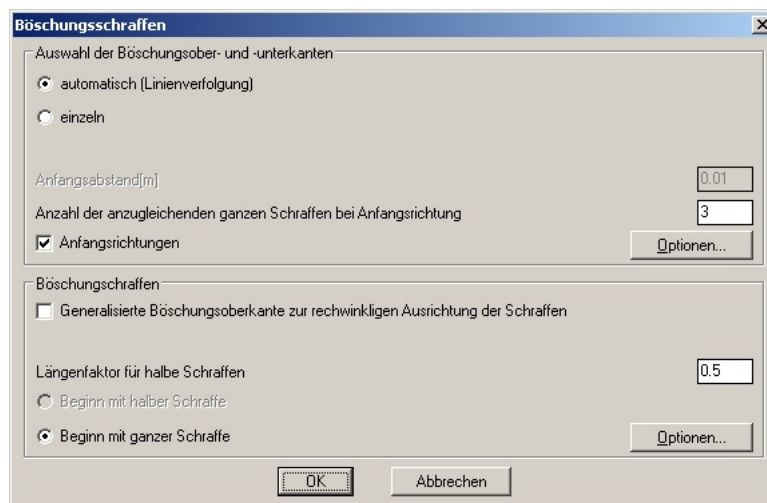 Böschungsschraffen
Auswahl der Böschungsober- und -unterkanten
automatisch (Linienverfolgung)
einzeln
Anfangsabstand[m] 0.01
Anzahl der anzugleichenden ganzen Schraffen bei Anfangsrichtung 3
Anfangsrichtungen Optionen...
Böschungschraffen
Generalisierte Böschungsoberkante zur rechwinkligen Ausrichtung der Schraffen
Längenfaktor für halbe Schraffen 0.5
Beginn mit halber Schraffe
Beginn mit ganzer Schraffe Optionen...
OK Abbrechen